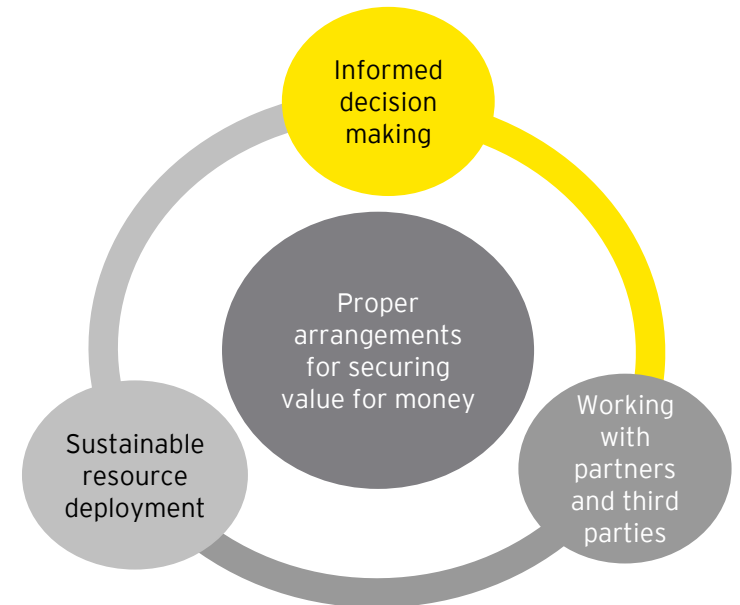 Informed
decision
making
Proper
arrangements
for securing
value for money
Sustainable
resource
deployment
Working
with
partners
and third
parties